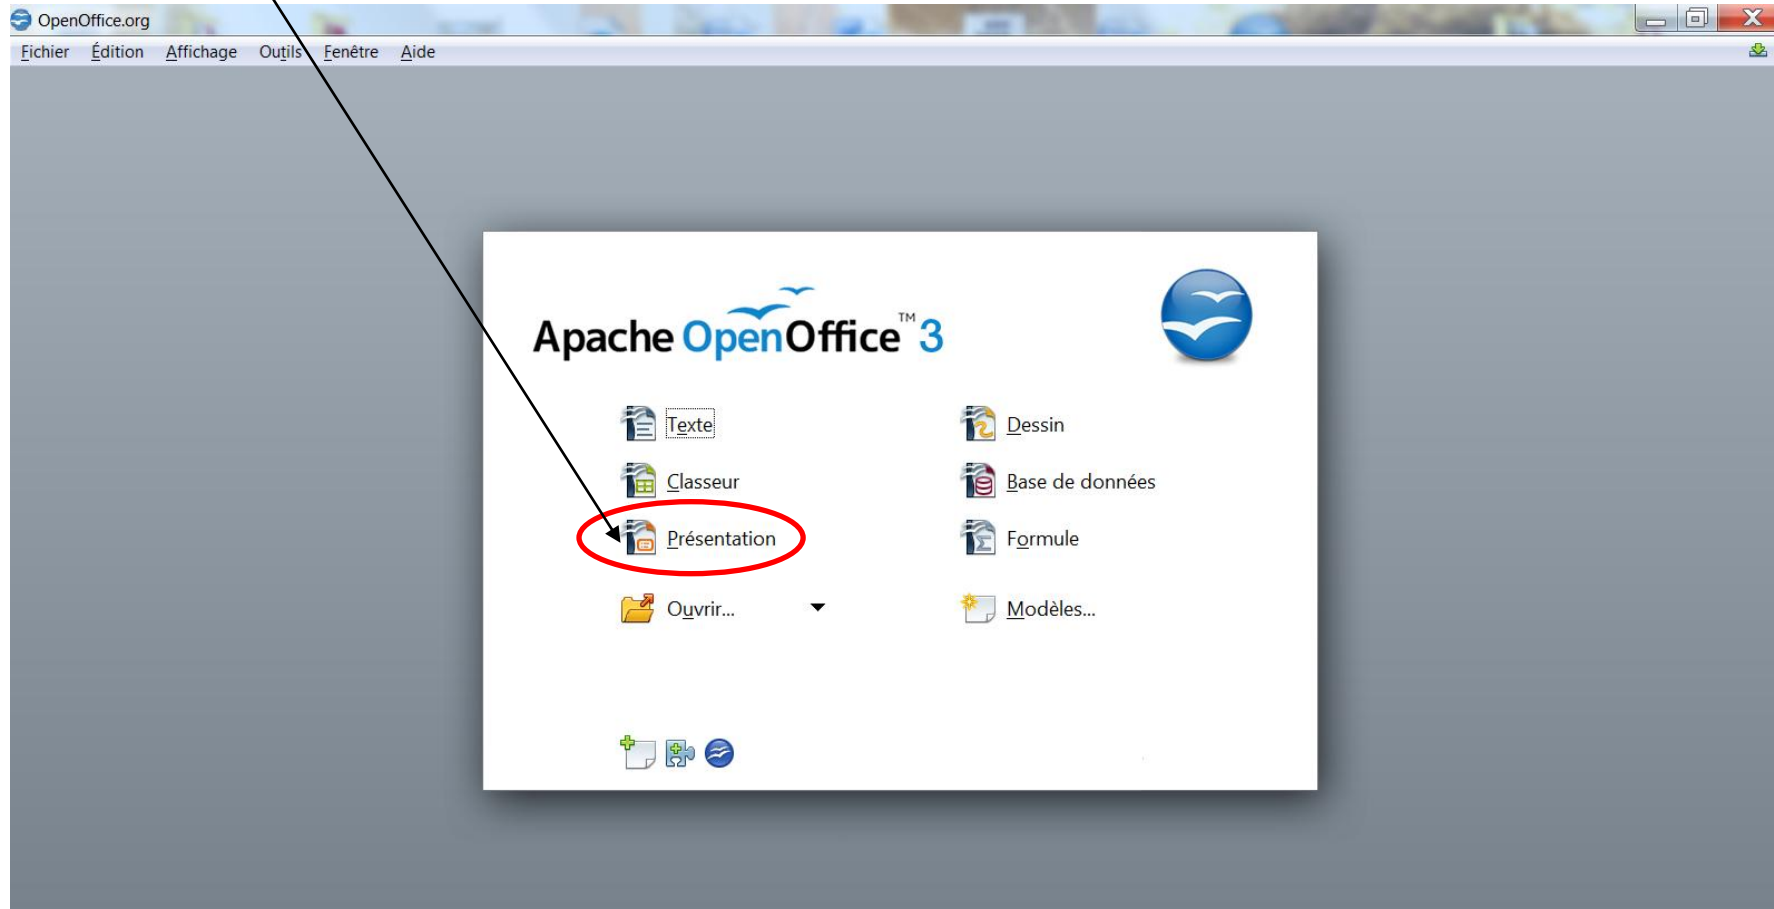 OpenOffice.org
Fichier Édition Affichage Outils Fenêtre Aide
Apache OpenOffice™ 3
Texte Dessin
Classeur Base de données
Présentation Formule
Ouvrir... Modèles...